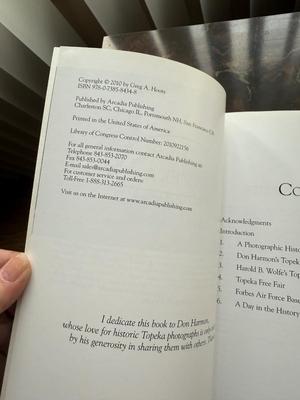 Copyright © 2010 by Greg A. Hoots
ISBN 978-0-7385-8434-8
Published by Arcadia Publishing
Charleston SC, Chicago IL, Portsmouth NH, San Francisco CA
Printed in the United States of America
Library of Congress Control Number: 2010922156
For all general information contact Arcadia Publishing at:
Telephone 843-853-2070
Fax 843-853-0044
E-mail sales@arcadiapublishing.com
For customer service and orders:
Toll-Free 1-888-313-2665
Visit us on the Internet at www.arcadiapublishing.com
I dedicate this book to Don Harmon,
whose love for historic Topeka photographs is only
by his generosity in sharing them with others.
Co
Acknowledgments
Introduction
1. A Photographic Hist
2. Don Harmon's Topek
3. Harold B. Wolfe's Top
4. Topeka Free Fair
5. Forbes Air Force Bas
6. A Day in the History